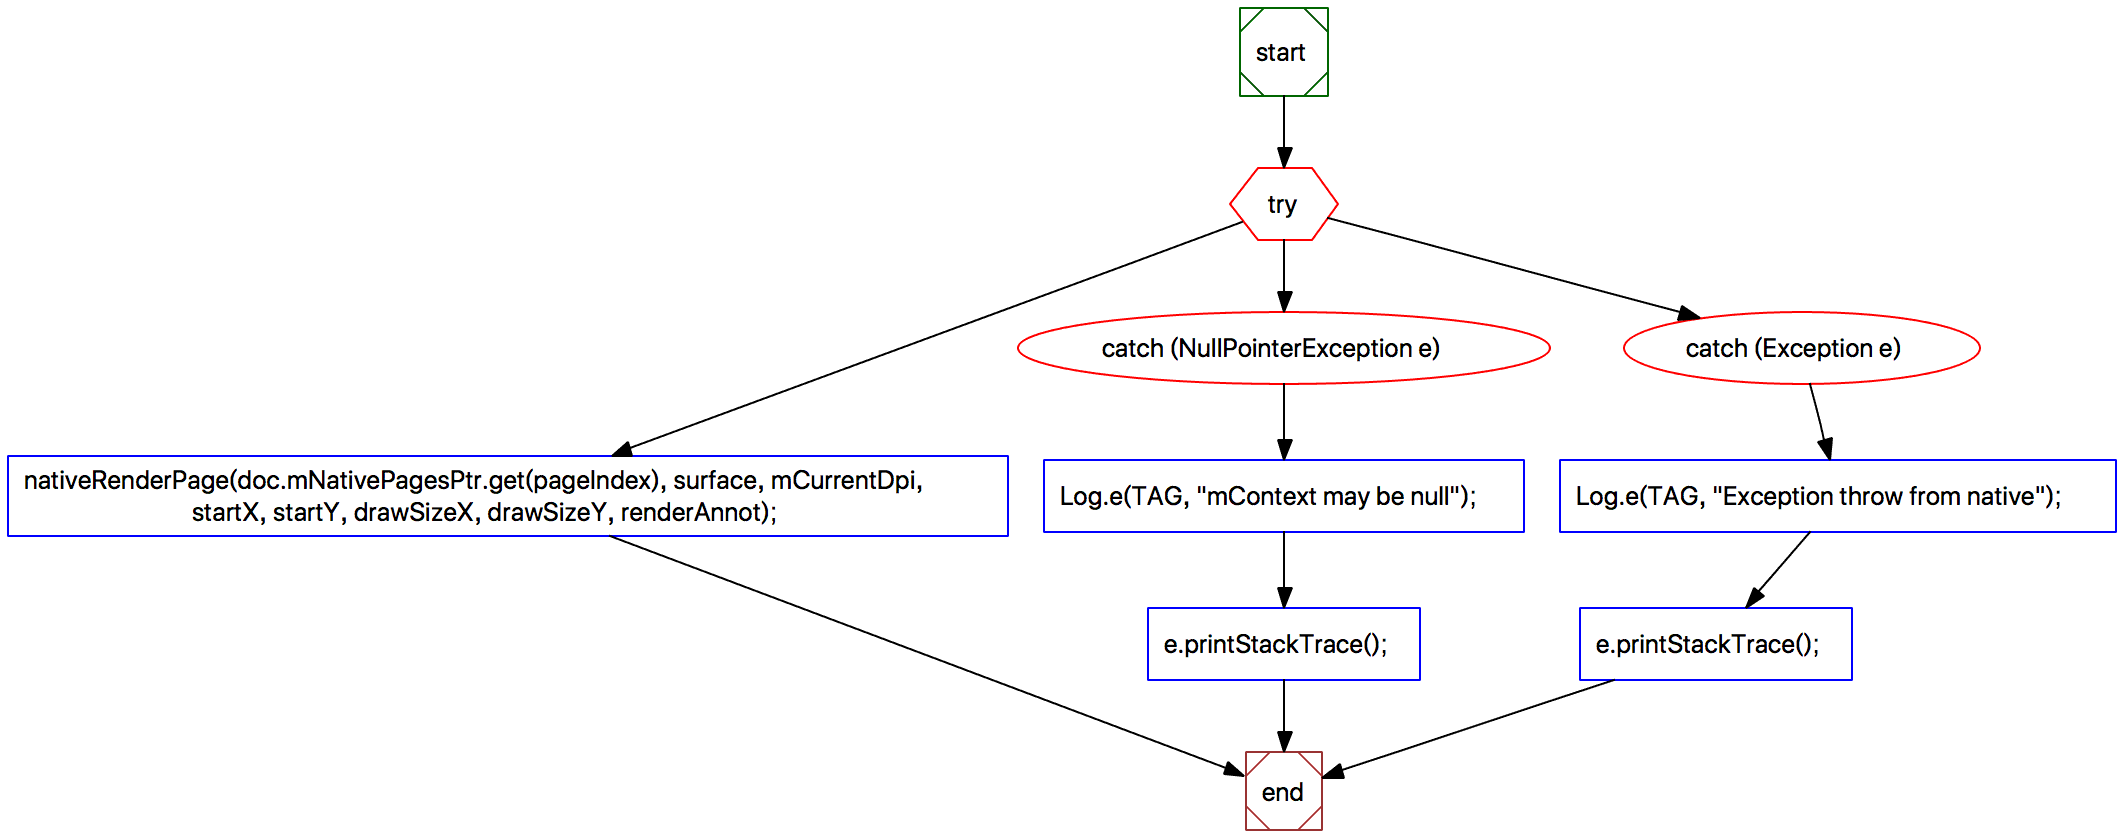 start
try
catch (NullPointerException e)
catch (Exception e)
nativeRenderPage(doc.mNativePagesPtr.get(pageIndex), surface, mCurrentDpi,
startX, startY, drawSizeX, drawSizeY, renderAnnot);
Log.e(TAG, "mContext may be null");
Log.e(TAG, "Exception throw from native");
e.printStackTrace();
e.printStackTrace();
end